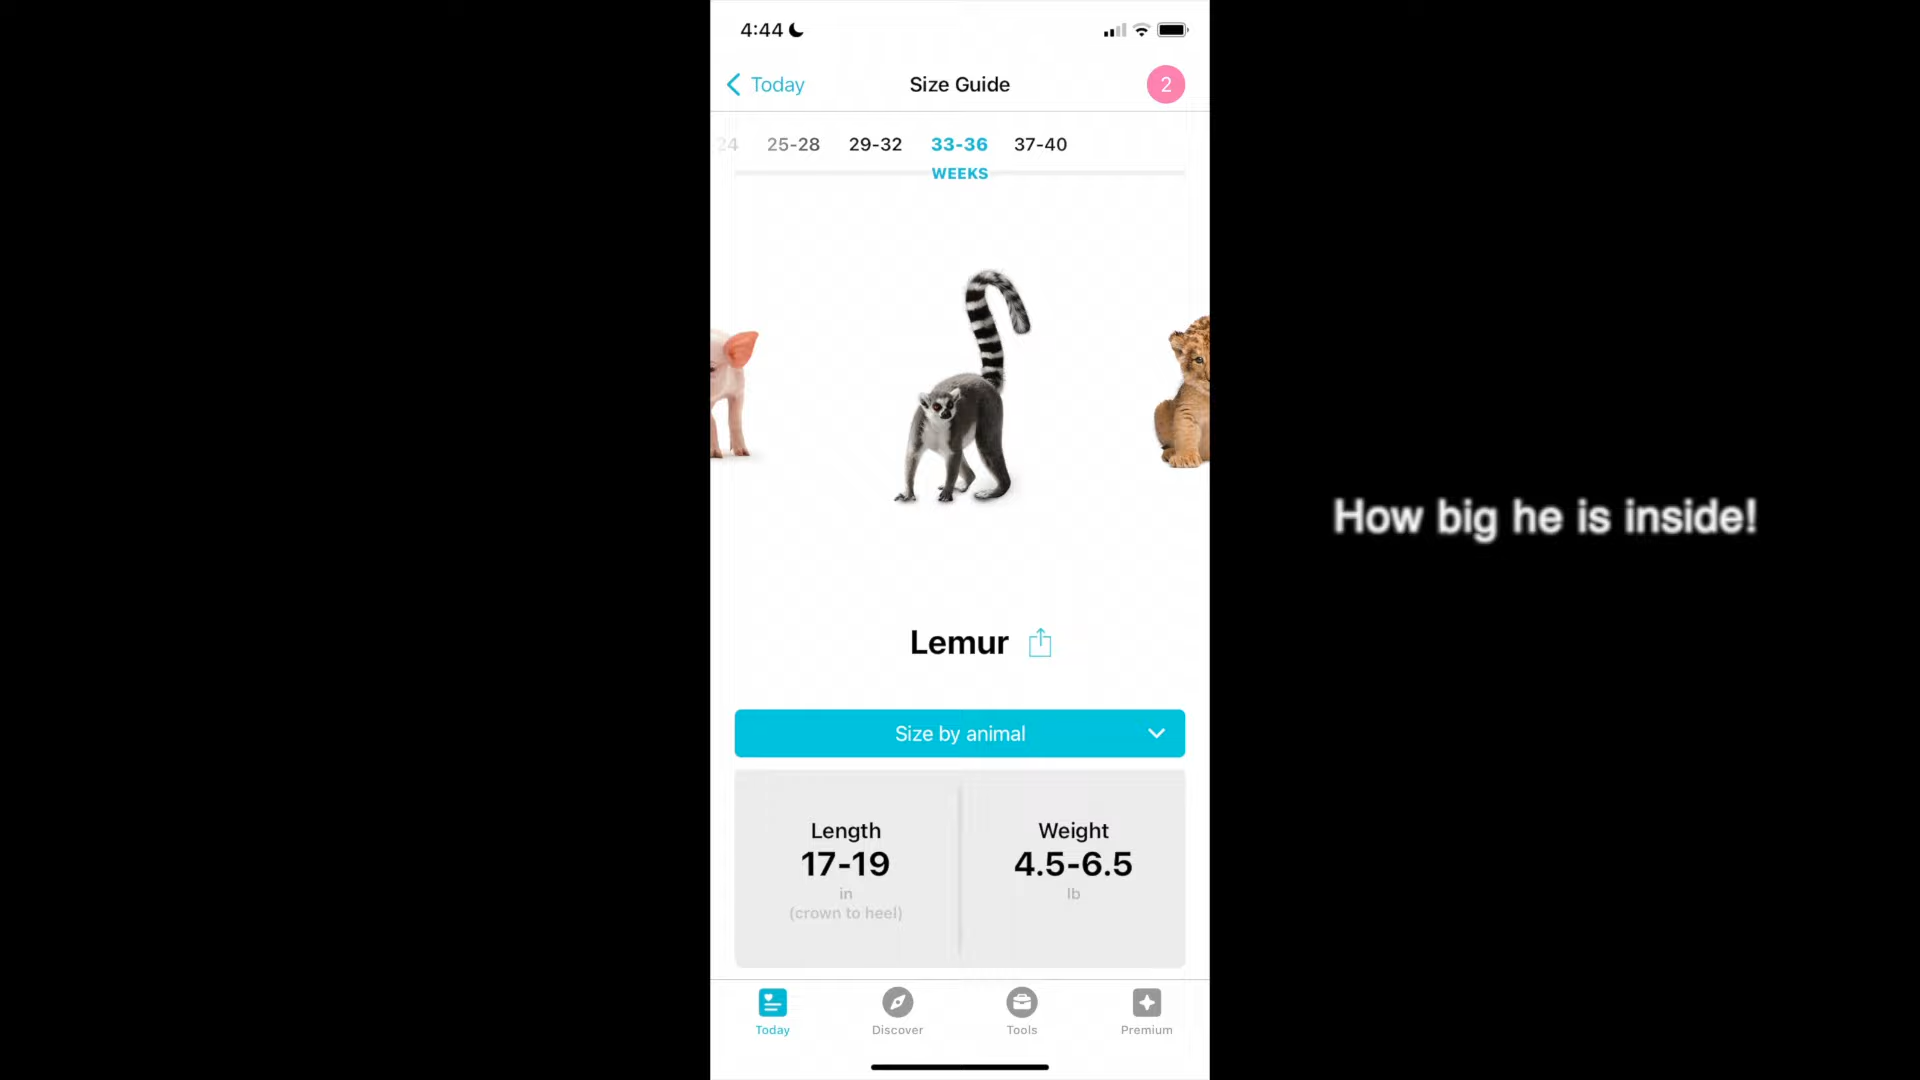 4:44
Today
Size Guide
2
24 25-28 29-32 33-36 37-40
WEEKS
How big he is inside!
Lemur
Size by animal
Length
17-19
in
(crown to heel)
Weight
4.5-6.5
lb
Today
Discover
Tools
Premium